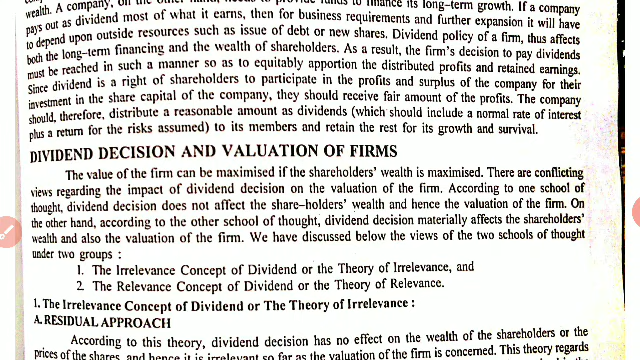 wealth. A company, on the other hand, needs to provide funds to finance its long–term growth. If a company
pays out as dividend most of what it earns, then for business requirements and further expansion it will have
to depend upon outside resources such as issue of debt or new shares. Dividend policy of a firm, thus affects
both the long–term financing and the wealth of shareholders. As a result, the firm's decision to pay dividends
must be reached in such a manner so as to equitably apportion the distributed profits and retained earnings.
Since dividend is a right of shareholders to participate in the profits and surplus of the company for their
investment in the share capital of the company, they should receive fair amount of the profits. The company
should, therefore, distribute a reasonable amount as dividends (which should include a normal rate of interest
plus a return for the risks assumed) to its members and retain the rest for its growth and survival.
DIVIDEND DECISION AND VALUATION OF FIRMS
The value of the firm can be maximised if the shareholders' wealth is maximised. There are conflicting
views regarding the impact of dividend decision on the valuation of the firm. According to one school of
thought, dividend decision does not affect the share–holders' wealth and hence the valuation of the firm. On
the other hand, according to the other school of thought, dividend decision materially affects the shareholders'
wealth and also the valuation of the firm. We have discussed below the views of the two schools of thought
under two groups :
1. The Irrelevance Concept of Dividend or the Theory of Irrelevance, and
2. The Relevance Concept of Dividend or the Theory of Relevance.
1. The Irrelevance Concept of Dividend or The Theory of Irrelevance :
A. RESIDUAL APPROACH
According to this theory, dividend decision has no effect on the wealth of the shareholders or the
prices of the shares, and hence it is irrelevant so far as the valuation of the firm is concerned. This theory regards